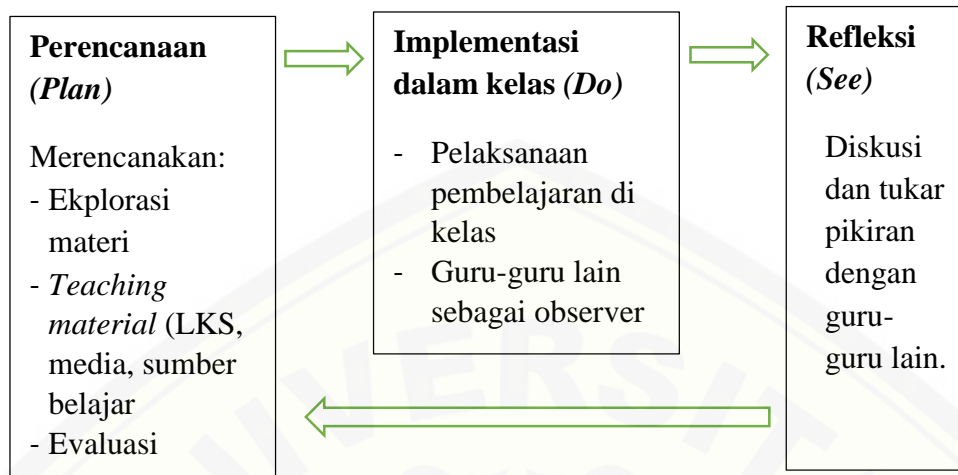 Perencanaan
(Plan)
Merencanakan:
- Ekplorasi
materi
- Teaching
material (LKS,
media, sumber
belajar
- Evaluasi
Implementasi
dalam kelas (Do)
- Pelaksanaan
pembelajaran di
kelas
- Guru-guru lain
sebagai observer
Refleksi
(See)
Diskusi
dan tukar
pikiran
dengan
guru-
guru lain.
UNIVERSIT